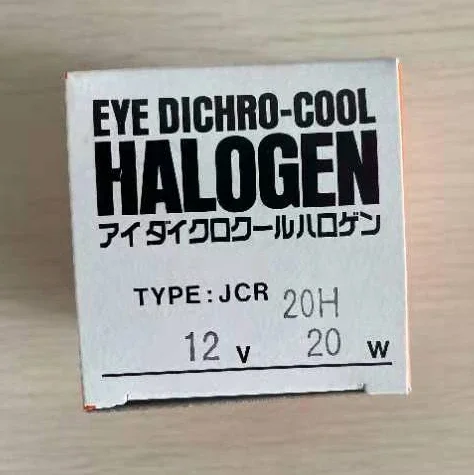 EYE DICHRO-COOL
HALOGEN
アイ ダイクロクールハロゲン
TYPE: JCR 20H
12 V 20 W